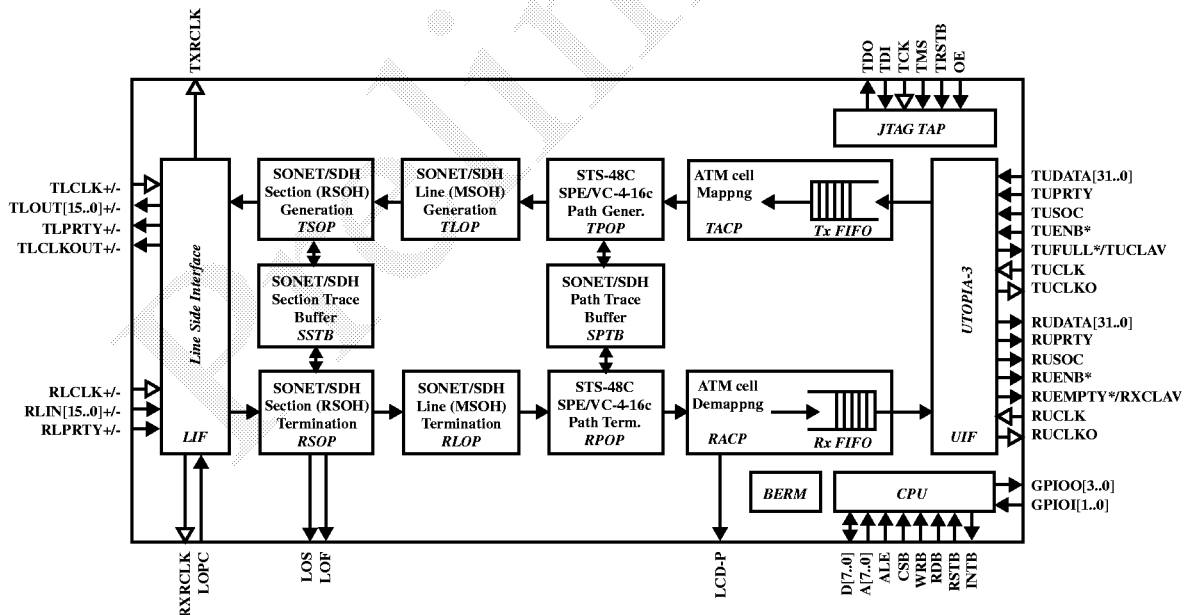 Prelim
TXRCLK
TDO
TDI
TCK
TMS
TRSTB
OE
JTAG TAP
TLCLK+/-
TLOUT[15..0]+/-
TLPRTY+/-
TLCLKOUT+/-
RLCLK+/-
RLIN[15..0]+/-
RLPRTY+/-
Line Side Interface
LIF
SONET/SDH
Section (RSOH)
Generation
TSOP
SONET/SDH
Line (MSOH)
Generation
TLOP
STS-48C
SPE/VC-4-16c
Path Gener.
TPOP
ATM cell
Mappng
TACP
Tx FIFO
SONET/SDH
Section Trace
Buffer
SSTB
SONET/SDH
Path Trace
Buffer
SPTB
SONET/SDH
Section (RSOH)
Termination
RSOP
SONET/SDH
Line (MSOH)
Termination
RLOP
STS-48C
SPE/VC-4-16c
Path Term.
RPOP
ATM cell
Demappng
RACP
Rx FIFO
UTOPIA-3
UIF
TUDATA[31..0]
TUPRTY
TUSOC
TUENB*
TUFULL*/TUCLAV
TUCLK
TUCLKO
RUDATA[31..0]
RUPRTY
RUSOC
RUENB*
RUEMPTY*/RXCLAV
RUCLK
RUCLKO
BERM
CPU
GPIOO[3..0]
GPIOI[1..0]
RXRCLK
LOPC
LOS
LOF
LCD-P
D[7..0]
A[7..0]
ALE
CSB
WRB
RDB
RSTB
INTB